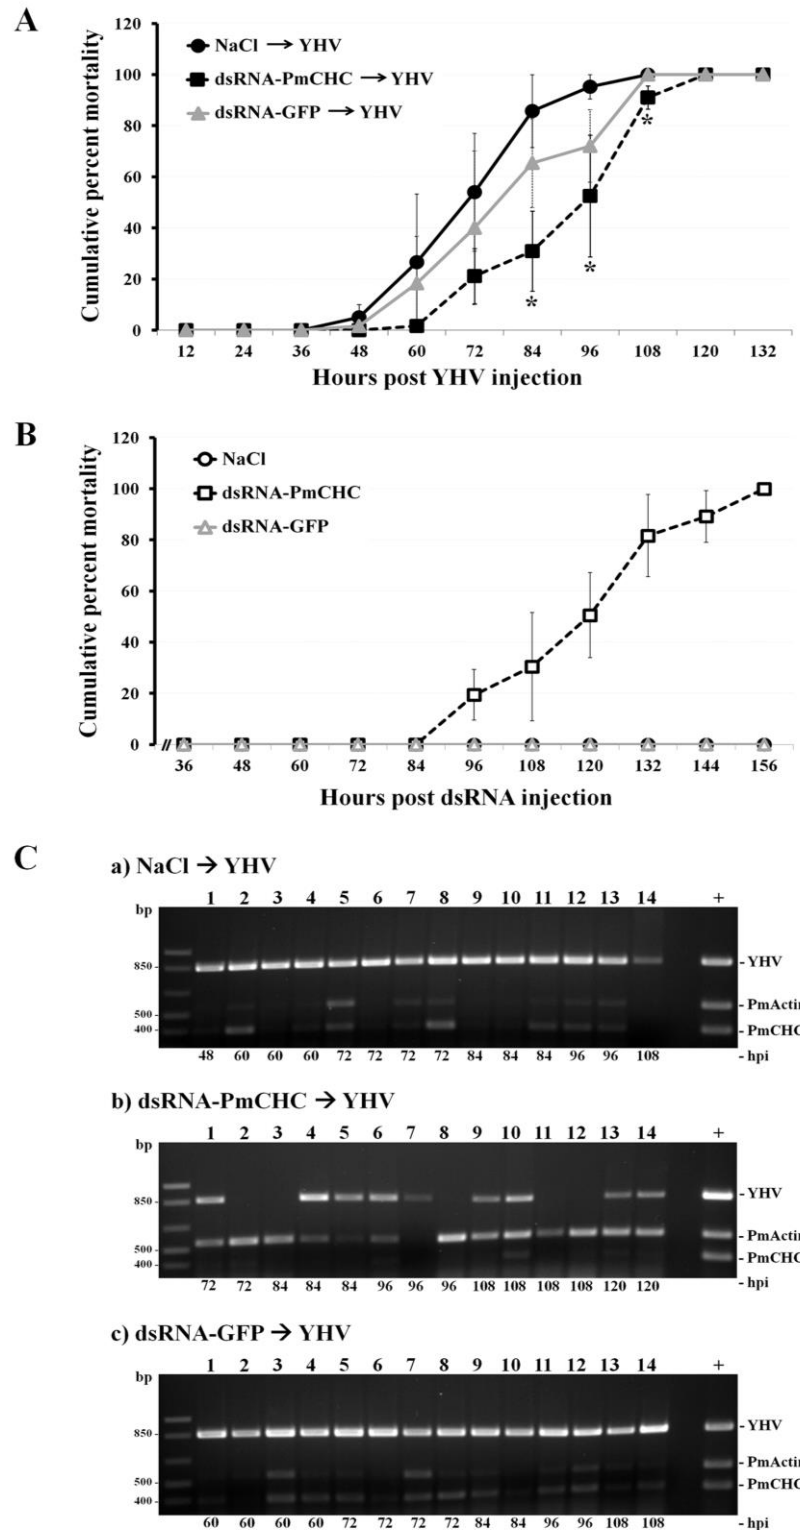 A
Cumulative percent mortality
120
100
80
60
40
20
0
NaCl → YHV
dsRNA-PmCHC → YHV
dsRNA-GFP → YHV
* * *
12 24 36 48 60 72 84 96 108 120 132
Hours post YHV injection
B
Cumulative percent mortality
120
100
80
60
40
20
0
NaCl
dsRNA-PmCHC
dsRNA-GFP
//
36 48 60 72 84 96 108 120 132 144 156
Hours post dsRNA injection
C
a) NaCl → YHV
bp 1 2 3 4 5 6 7 8 9 10 11 12 13 14 +
850 - - YHV
- PmActin
500 -
400 - - PmCHC
48 60 60 60 72 72 72 72 84 84 84 96 96 108 - hpi
b) dsRNA-PmCHC → YHV
bp 1 2 3 4 5 6 7 8 9 10 11 12 13 14 +
850 - - YHV
- PmActin
500 -
400 - - PmCHC
72 72 84 84 84 96 96 96 108 108 108 108 120 120 - hpi
c) dsRNA-GFP → YHV
bp 1 2 3 4 5 6 7 8 9 10 11 12 13 14 +
850 - - YHV
- PmActin
500 - - PmCHC
400 -
60 60 60 60 72 72 72 72 84 84 96 96 108 108 - hpi